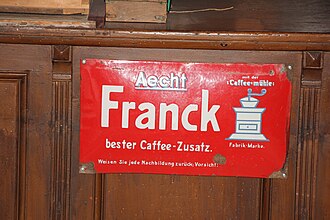 Aecht
Franck
bester Caffee-Zusatz.
Weisen Sie jede Nachbildung zurück; Vorsicht!
mit der
"Caffee-mühle"
Fabrik-Marke.